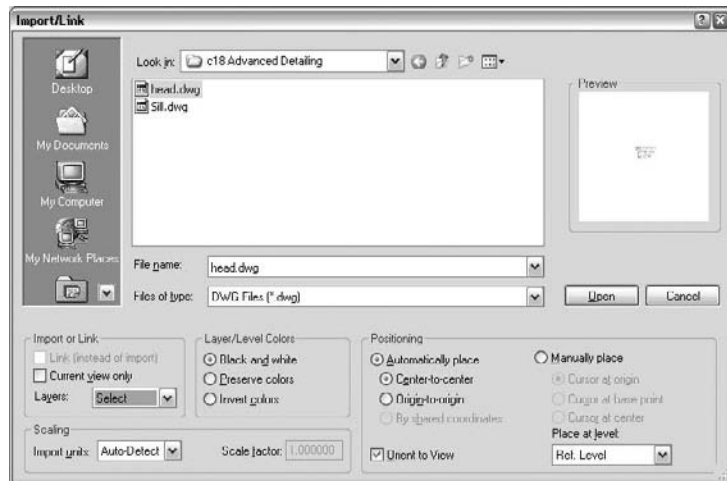 Import/Link
Look in: c18 Advanced Detailing
Desktop
My Documents
My Computer
My Network Places
head.dwg
Sill.dwg
Preview
File name: head.dwg
Files of type: DWG Files (*.dwg)
Open
Cancel
Import or Link
Link (instead of import)
Current view only
Layers: Select
Layer/Level Colors
Black and white
Preserve colors
Invert colors
Positioning
Automatically place
Center-to-center
Origin-to-origin
By shared coordinates
Manually place
Cursor at origin
Cursor at base point
Cursor at center
Place at level:
Rel. Level
Orient to View
Scaling
Import units: Auto-Detect
Scale factor: 1.000000